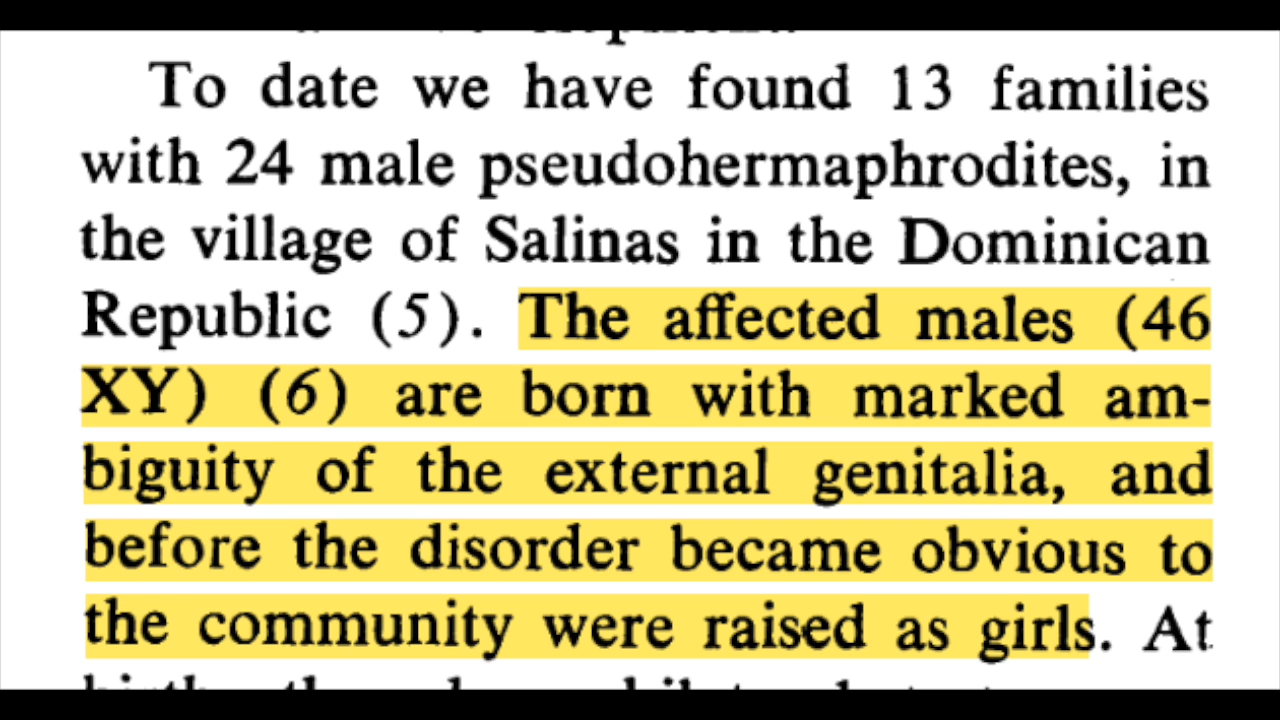 To date we have found 13 families
with 24 male pseudohermaphrodites, in
the village of Salinas in the Dominican
Republic (5). The affected males (46
XY) (6) are born with marked am-
biguity of the external genitalia, and
before the disorder became obvious to
the community were raised as girls. At